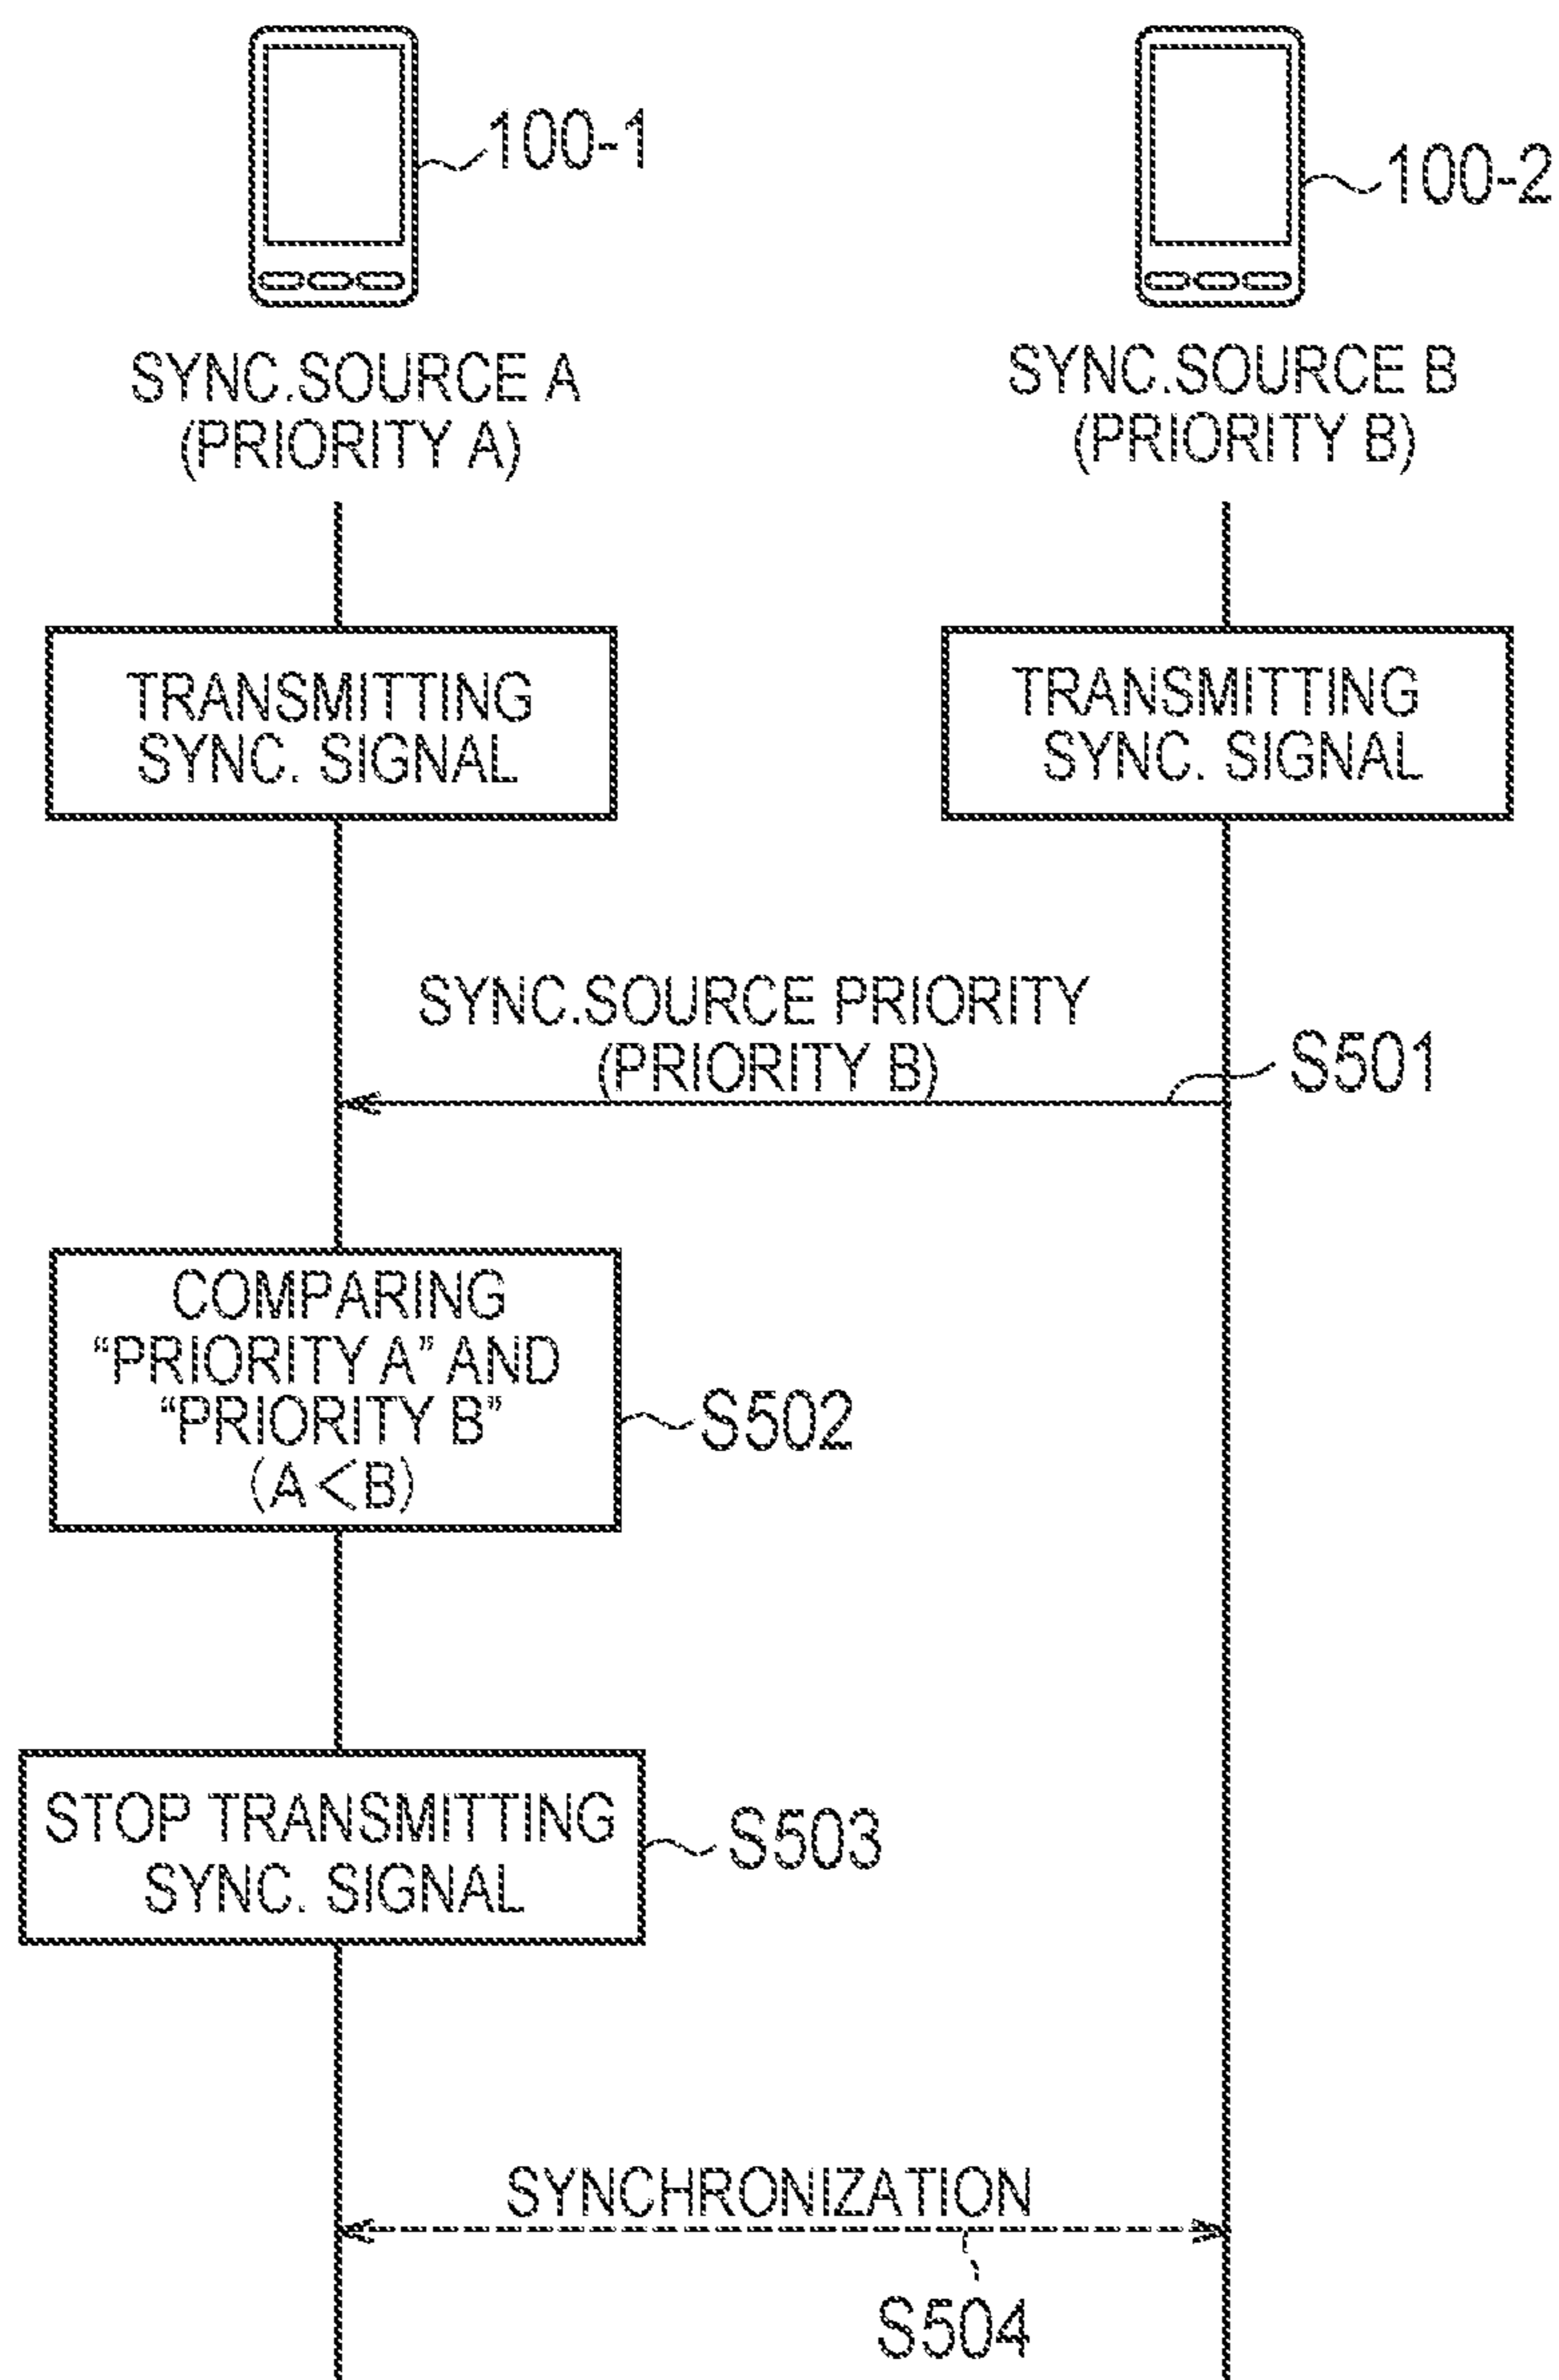 100-1
100-2
SYNC.SOURCE A
(PRIORITY A)
SYNC.SOURCE B
(PRIORITY B)
TRANSMITTING
SYNC. SIGNAL
TRANSMITTING
SYNC. SIGNAL
SYNC.SOURCE PRIORITY
(PRIORITY B)
S501
COMPARING
“PRIORITY A” AND
“PRIORITY B”
(A<B)
S502
STOP TRANSMITTING
SYNC. SIGNAL
S503
SYNCHRONIZATION
S504